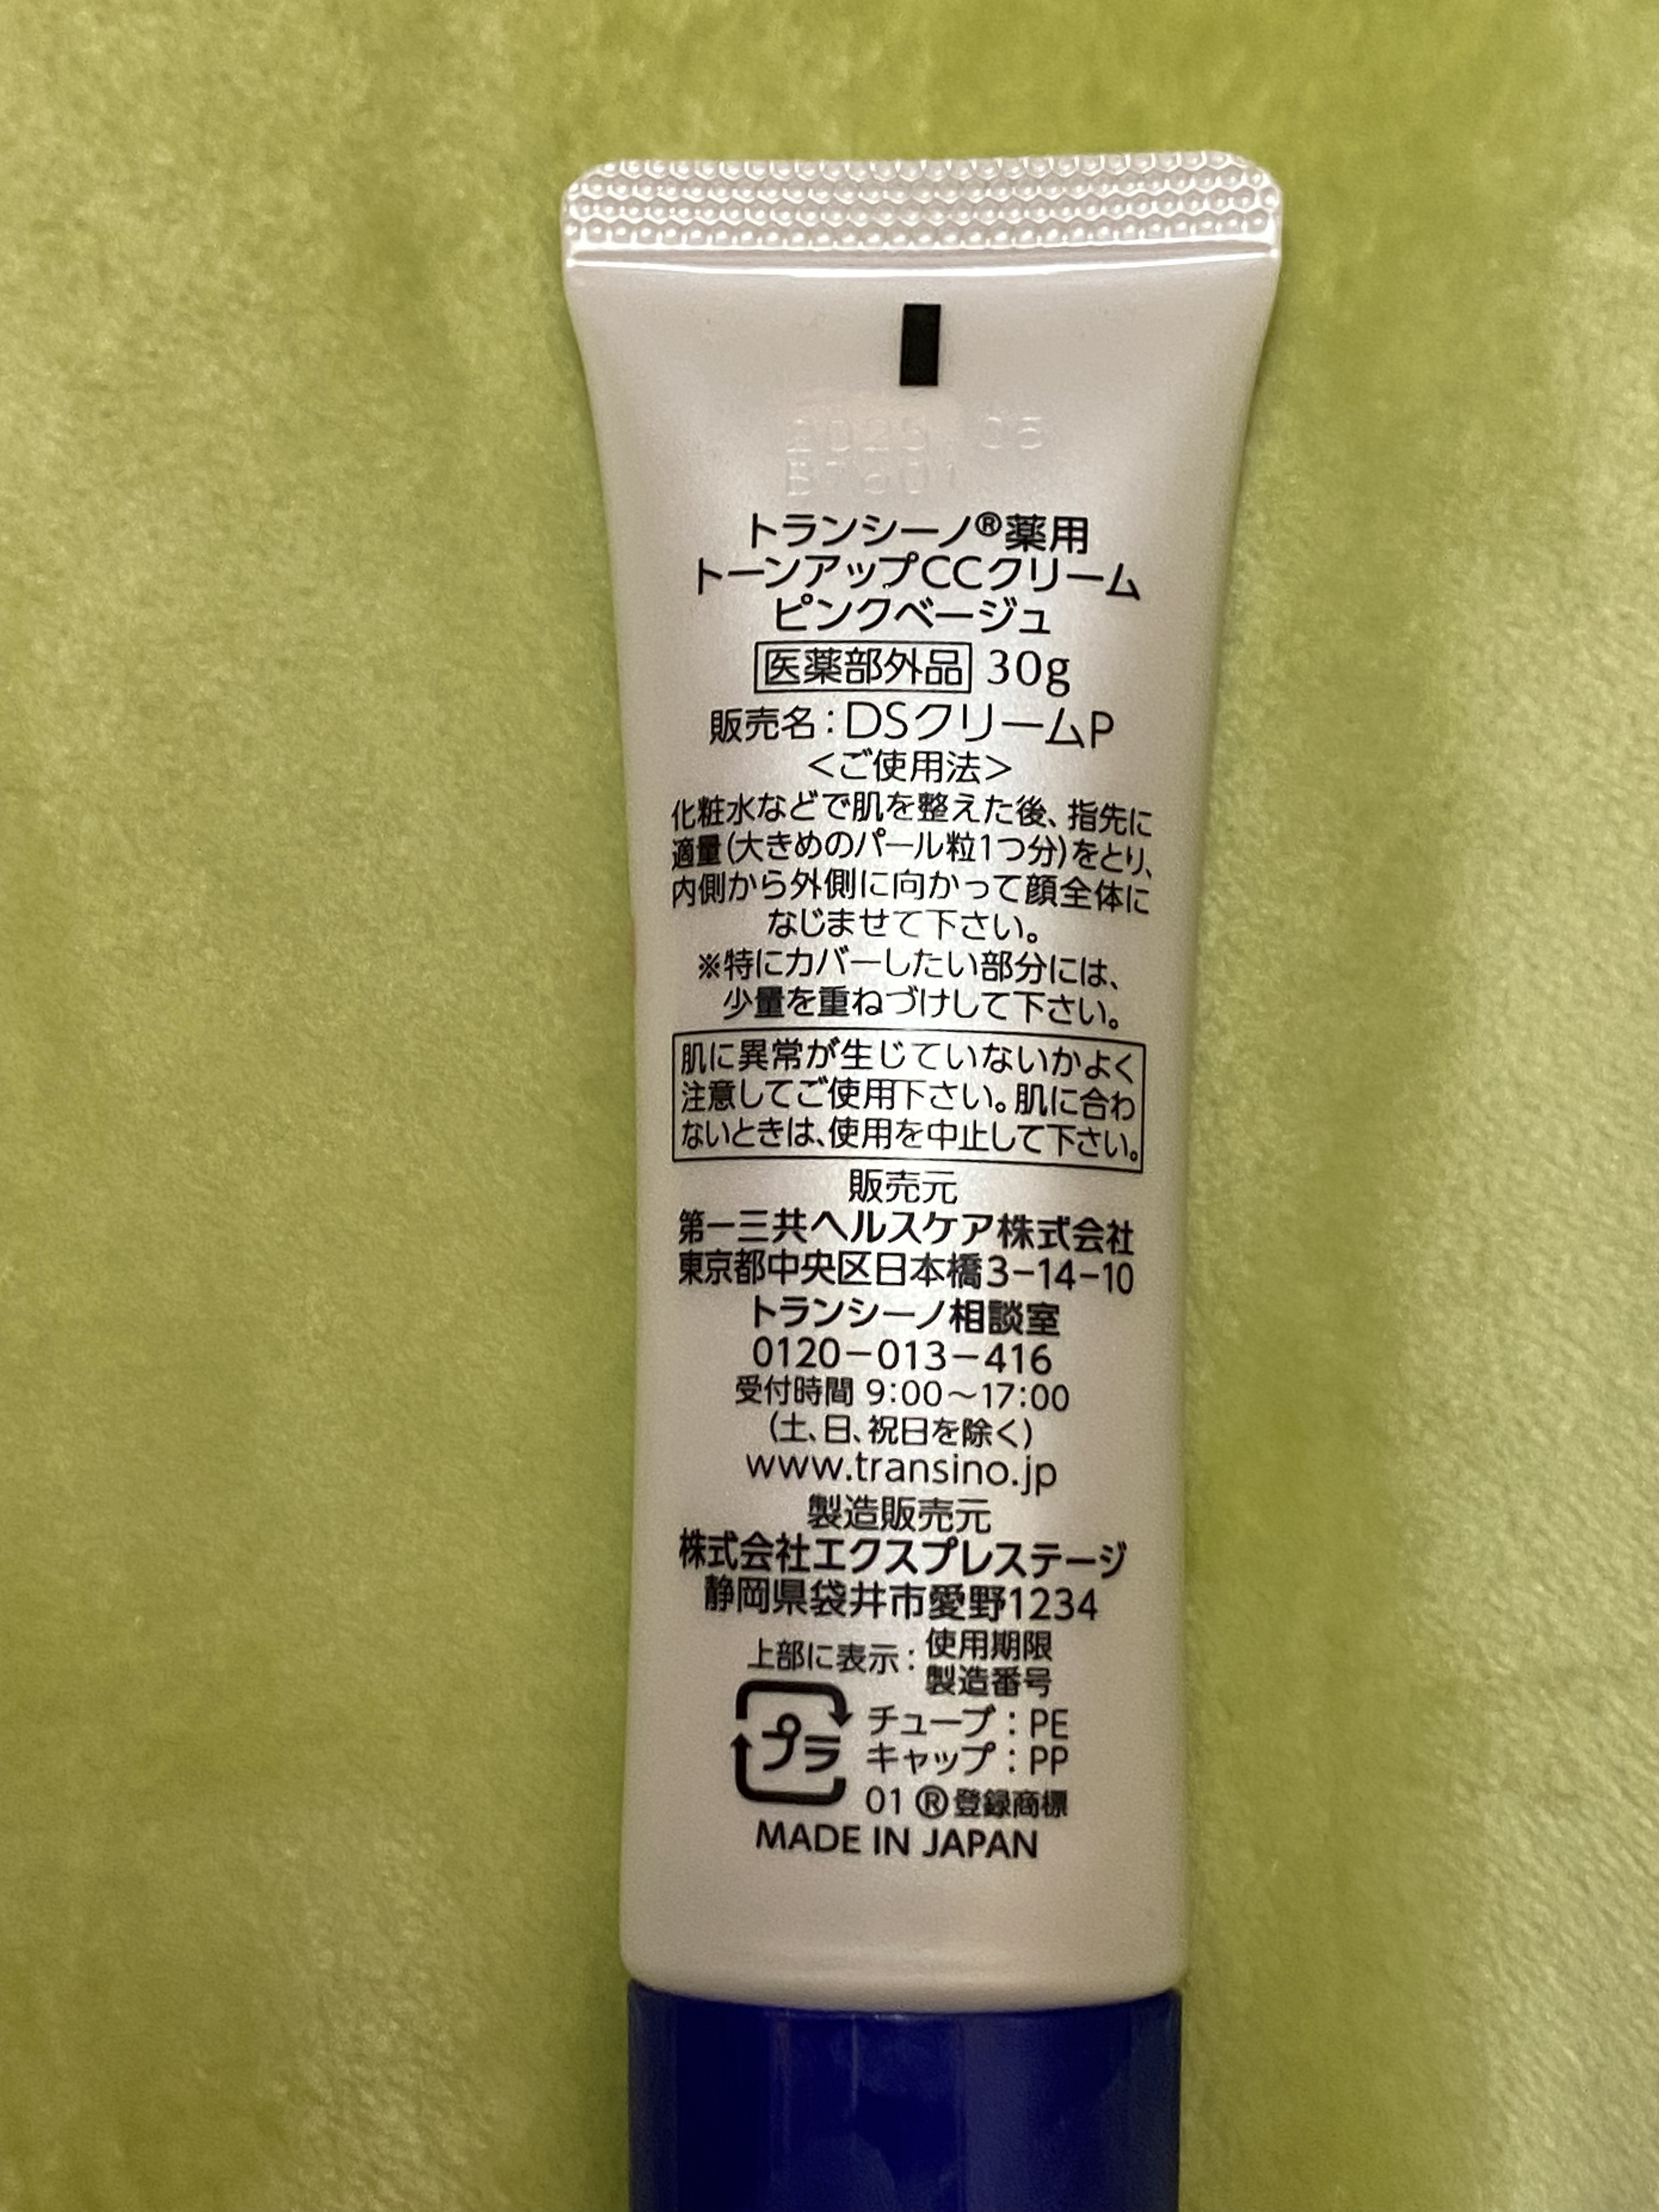 トランシーノ®薬用
トーンアップCCクリーム
ピンクベージュ
医薬部外品 30g
販売名：DSクリームP
＜ご使用法＞
化粧水などで肌を整えた後、指先に
適量（大きめのパール粒1つ分）をとり、
内側から外側に向かって顔全体に
なじませて下さい。
※特にカバーしたい部分には、
少量を重ねづけして下さい。
肌に異常が生じていないかよく
注意してご使用下さい。肌に合わ
ないときは、使用を中止して下さい。
販売元
第一三共ヘルスケア株式会社
東京都中央区日本橋3-14-10
トランシーノ相談室
0120-013-416
受付時間 9:00〜17:00
（土、日、祝日を除く）
www.transino.jp
製造販売元
株式会社エクスプレステージ
静岡県袋井市愛野1234
上部に表示：使用期限
製造番号
プラ
チューブ：PE
キャップ：PP
01 ®登録商標
MADE IN JAPAN